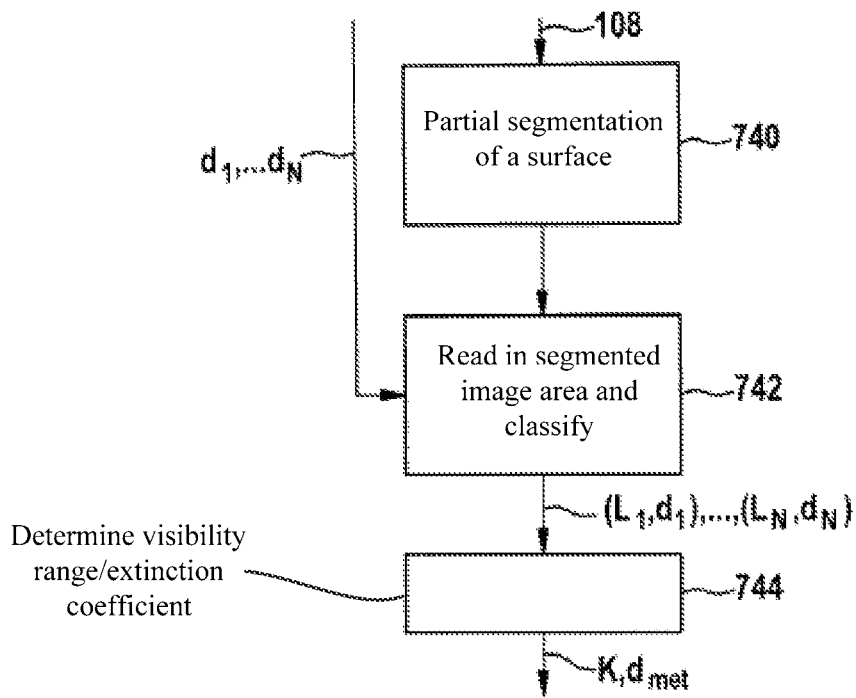 108
Partial segmentation
of a surface
740
d1,...dN
Read in segmented
image area and
classify
742
(L1,d1),...,(LN,dN)
Determine visibility
range/extinction
coefficient
744
K,dmet